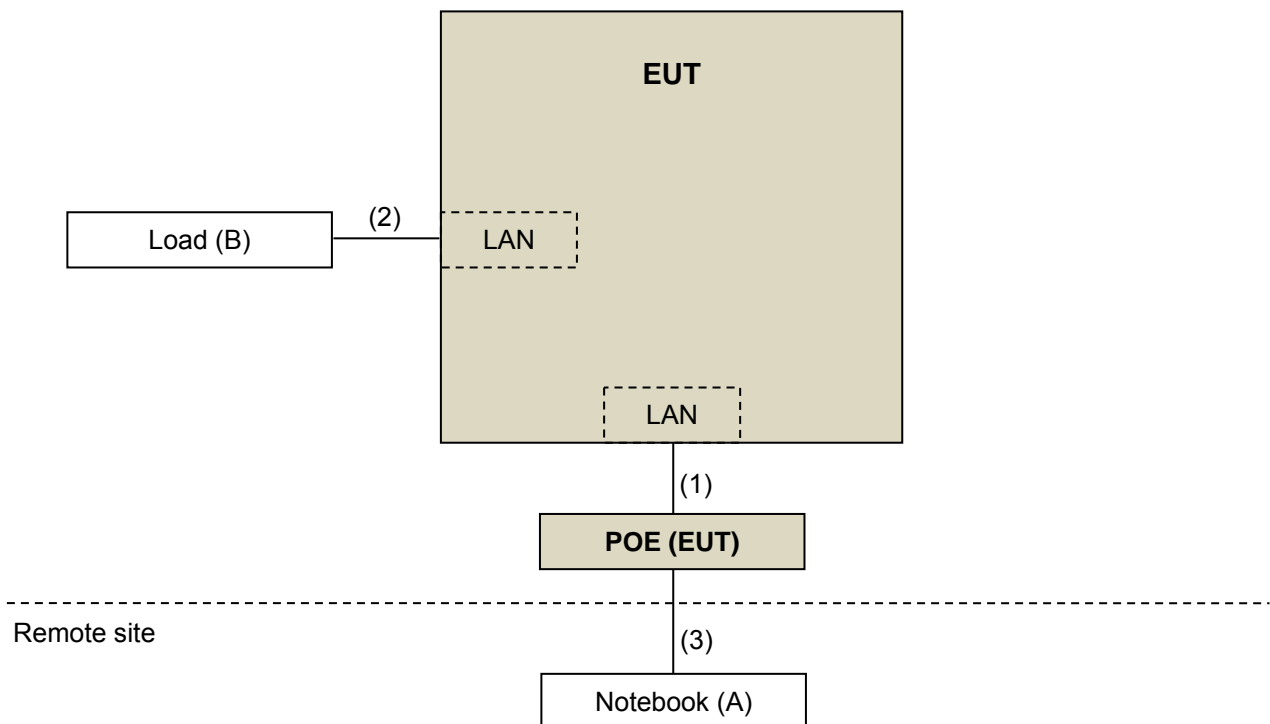 EUT
(2)
Load (B)
LAN
LAN
(1)
POE (EUT)
Remote site
(3)
Notebook (A)